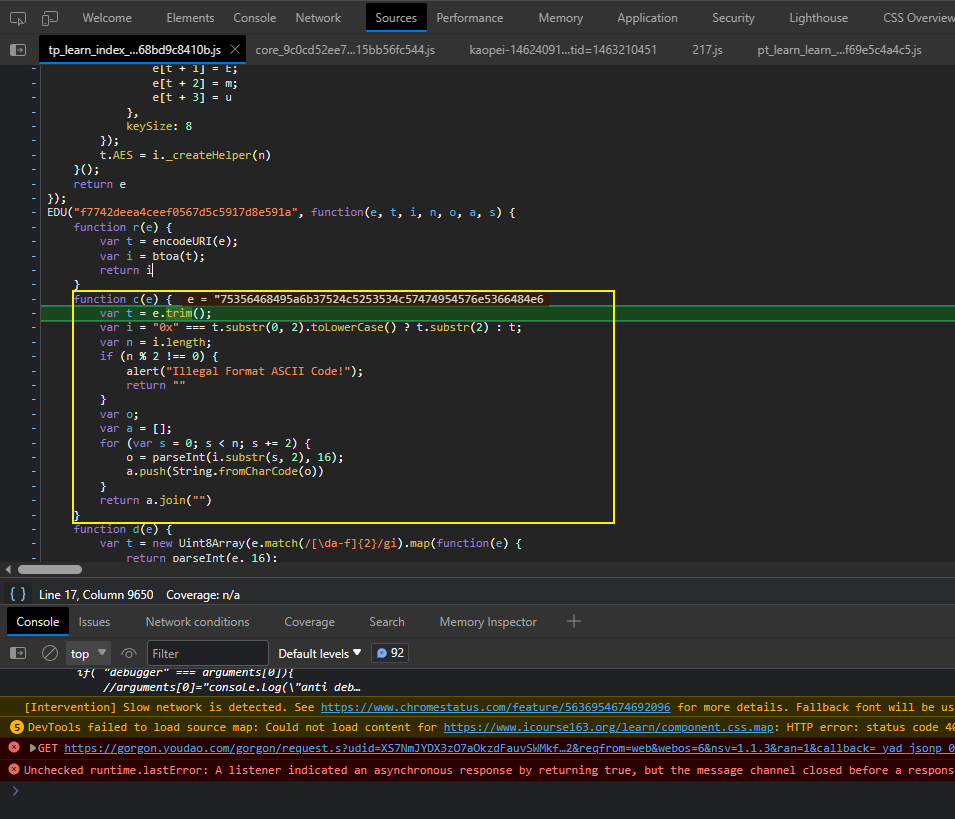 Welcome Elements Console Network Sources Performance Memory Application Security Lighthouse CSS Overview
tp_learn_index_...68bd9c8410b.js core_9c0cd52ee7...15bb56fc544.js kaopei-14624091...tid=1463210451 217.js pt_learn_learn_...f69e5c4a4c5.js
e[t + 1] = E;
e[t + 2] = m;
e[t + 3] = u
},
keySize: 8
});
t.AES = i._createHelper(n)
}();
return e
});
EDU("f7742deea4ceef0567d5c5917d8e591a", function(e, t, i, n, o, a, s) {
function r(e) {
var t = encodeURI(e);
var i = btoa(t);
return i
}
function c(e) { e = "75356468495a6b37524c5253534c57474954576e5366484e6
var t = e.trim();
var i = "0x" === t.substr(0, 2).toLowerCase() ? t.substr(2) : t;
var n = i.length;
if (n % 2 !== 0) {
alert("Illegal Format ASCII Code!");
return ""
}
var o;
var a = [];
for (var s = 0; s < n; s += 2) {
o = parseInt(i.substr(s, 2), 16);
a.push(String.fromCharCode(o))
}
return a.join("")
}
function d(e) {
var t = new Uint8Array(e.match(/[\da-f]{2}/gi).map(function(e) {
return parseInt(e, 16);
{ } Line 17, Column 9650 Coverage: n/a
Console Issues Network conditions Coverage Search Memory Inspector
top Filter Default levels 92
if( "debugger" === arguments[0]){
//arguments[0]="console.Log(\"anti deb…
[Intervention] Slow network is detected. See https://www.chromestatus.com/feature/5636954674692096 for more details. Fallback font will be us
5 DevTools failed to load source map: Could not load content for https://www.icourse163.org/learn/component.css.map: HTTP error: status code 40
GET https://gorgon.youdao.com/gorgon/request.s?udid=XS7NmJYDX3zO7aOkzdFauvSWMkf…2&reqfrom=web&webos=6&nsv=1.1.3&ran=1&callback=_yad_jsonp_0
Unchecked runtime.lastError: A listener indicated an asynchronous response by returning true, but the message channel closed before a respons